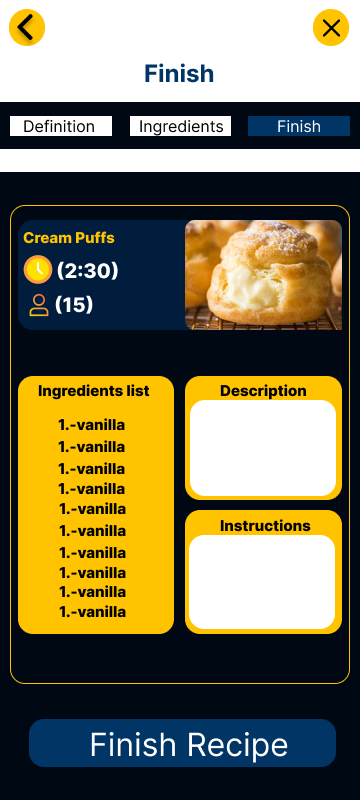 Finish
Definition
Ingredients
Finish
Cream Puffs
(2:30)
(15)
Ingredients list
1.-vanilla
1.-vanilla
1.-vanilla
1.-vanilla
1.-vanilla
1.-vanilla
1.-vanilla
1.-vanilla
1.-vanilla
1.-vanilla
Description
Instructions
Finish Recipe